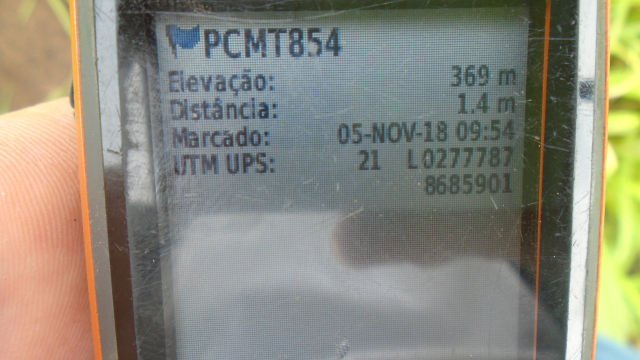 PCMT854
Elevação: 369 m
Distância: 1.4 m
Marcado: 05-NOV-18 09:54
UTM UPS: 21 L 0277787
8685901